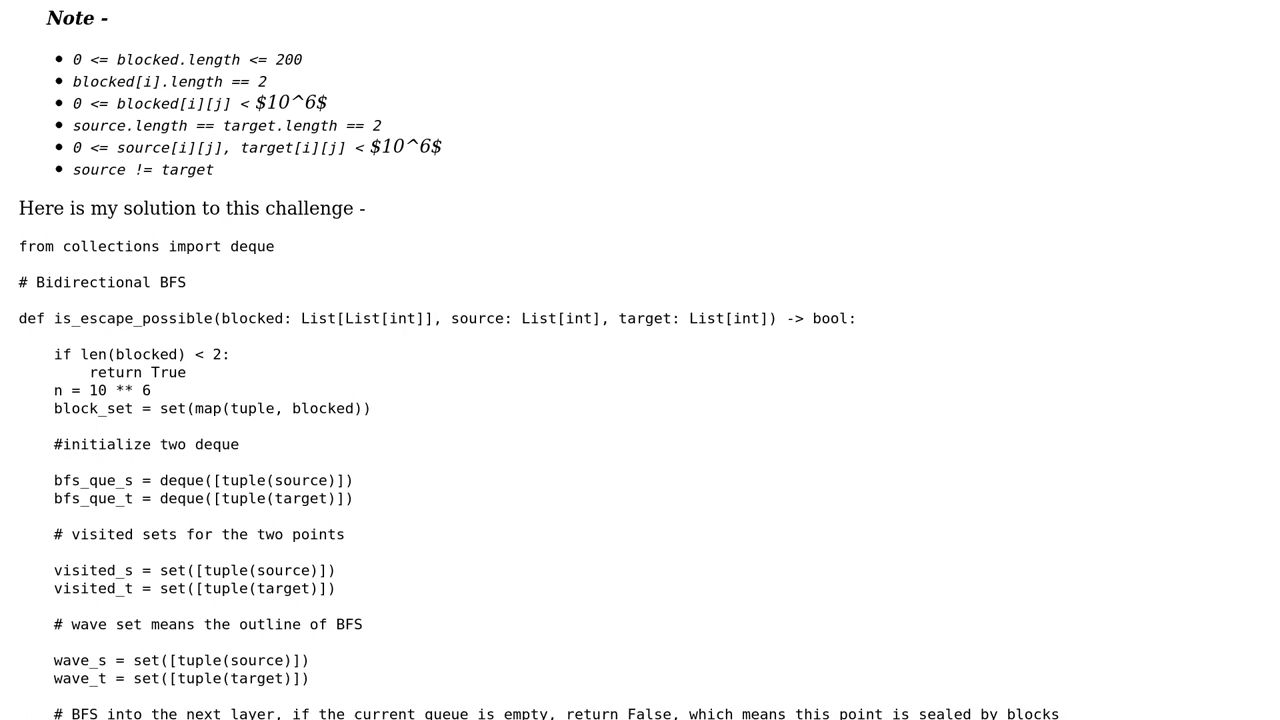 Note -
• 0 <= blocked.length <= 200
• blocked[i].length == 2
• 0 <= blocked[i][j] < $10^6$
• source.length == target.length == 2
• 0 <= source[i][j], target[i][j] < $10^6$
• source != target
Here is my solution to this challenge -
from collections import deque
# Bidirectional BFS
def is_escape_possible(blocked: List[List[int]], source: List[int], target: List[int]) -> bool:
    if len(blocked) < 2:
        return True
    n = 10 ** 6
    block_set = set(map(tuple, blocked))
    #initialize two deque
    bfs_que_s = deque([tuple(source)])
    bfs_que_t = deque([tuple(target)])
    # visited sets for the two points
    visited_s = set([tuple(source)])
    visited_t = set([tuple(target)])
    # wave set means the outline of BFS
    wave_s = set([tuple(source)])
    wave_t = set([tuple(target)])
    # BFS into the next layer, if the current queue is empty, return False, which means this point is sealed by blocks